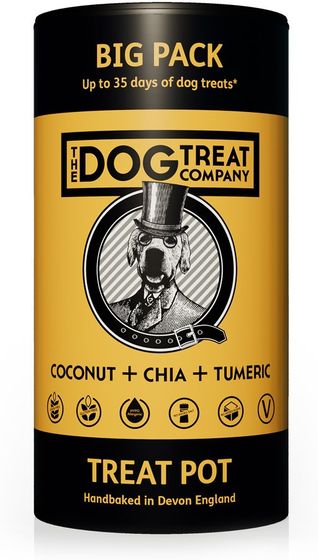 BIG PACK
Up to 35 days of dog treats*
THE DOG TREAT COMPANY
COCONUT + CHIA + TUMERIC
V
TREAT POT
Handbaked in Devon England